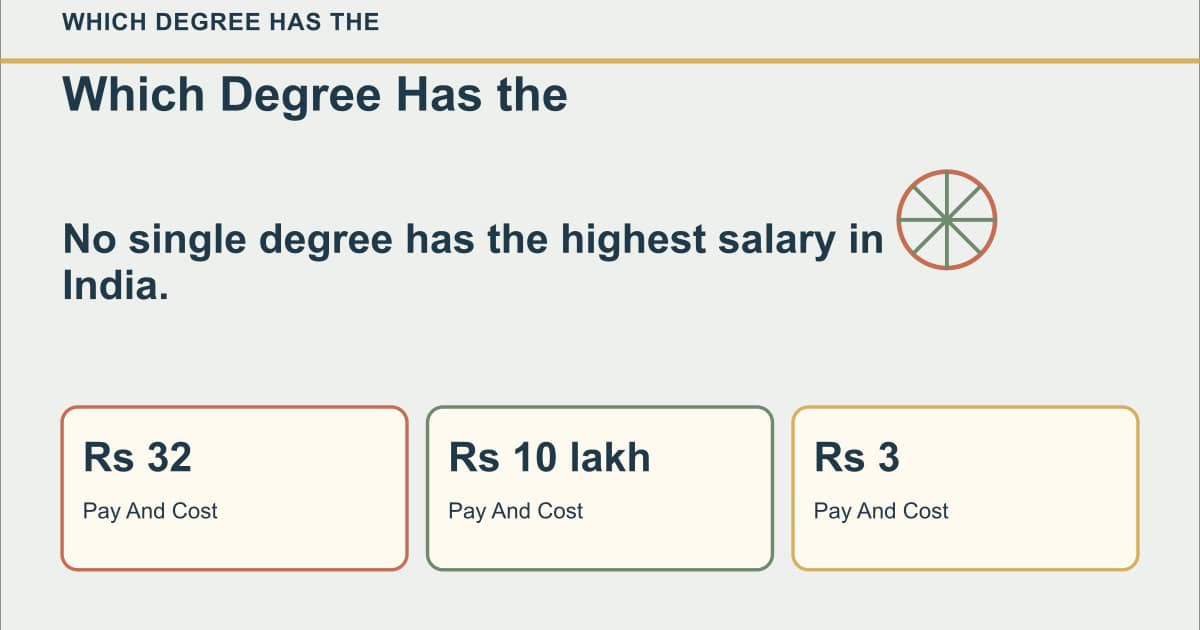 WHICH DEGREE HAS THE
Which Degree Has the
No single degree has the highest salary in
India.
Rs 32
Pay And Cost
Rs 10 lakh
Pay And Cost
Rs 3
Pay And Cost